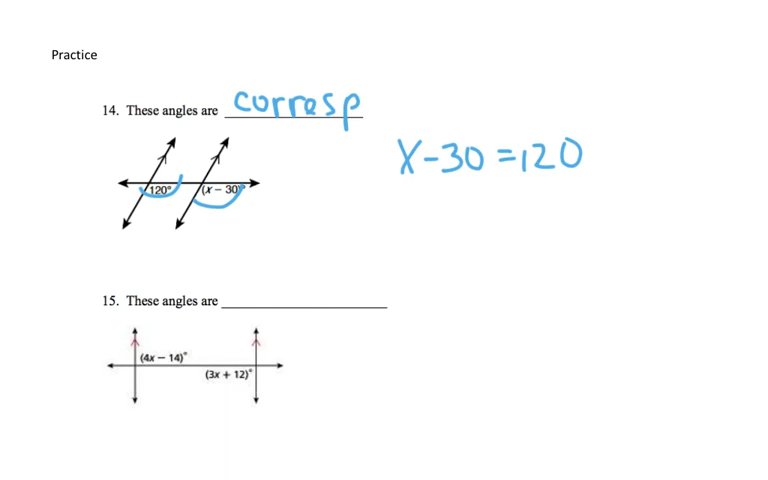 Practice
14. These angles are corresp
120° (x – 30)°
x-30=120
15. These angles are
(4x – 14)°
(3x + 12)°